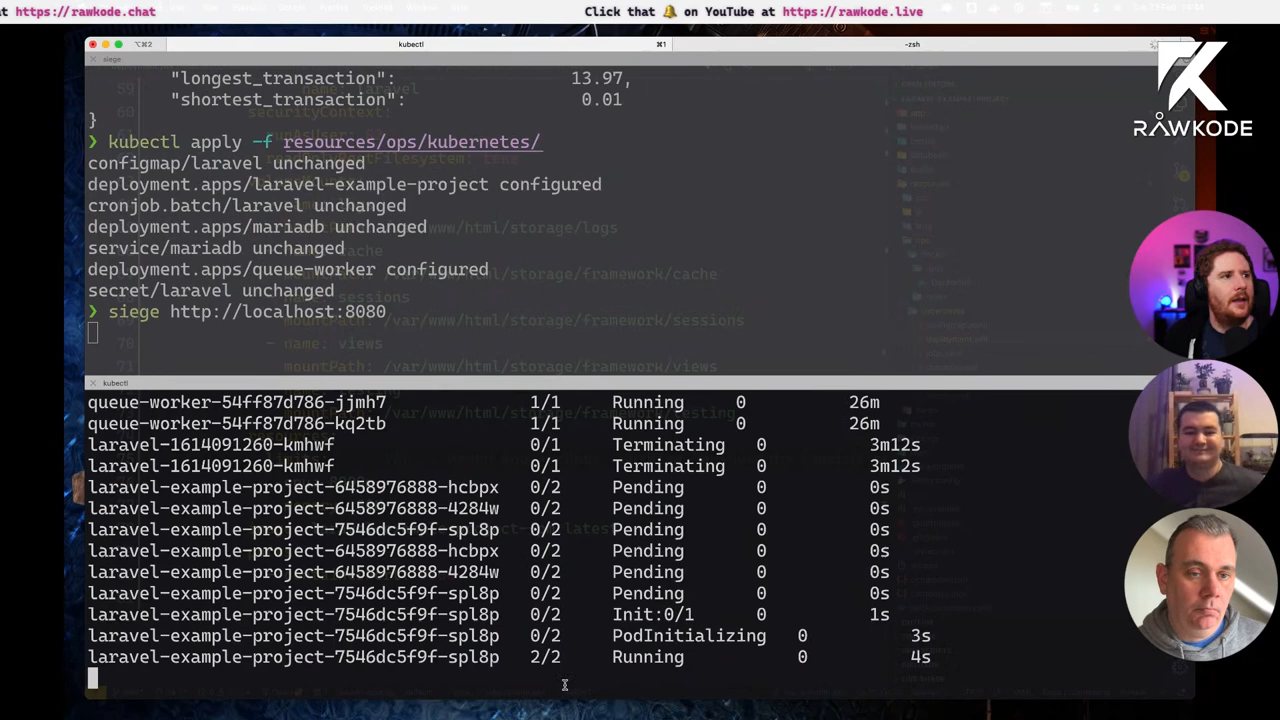 at https://rawkode.chat
Click that 🔔 on YouTube at https://rawkode.live
⌥⌘2
kubectl
⌘1
-zsh
siege
"longest_transaction": 13.97,
"shortest_transaction": 0.01
}
❯ kubectl apply -f resources/ops/kubernetes/
configmap/laravel unchanged
deployment.apps/laravel-example-project configured
cronjob.batch/laravel unchanged
deployment.apps/mariadb unchanged
service/mariadb unchanged
deployment.apps/queue-worker configured
secret/laravel unchanged
❯ siege http://localhost:8080
kubectl
queue-worker-54ff87d786-jjmh7 1/1 Running 0 26m
queue-worker-54ff87d786-kq2tb 1/1 Running 0 26m
laravel-1614091260-kmhwf 0/1 Terminating 0 3m12s
laravel-1614091260-kmhwf 0/1 Terminating 0 3m12s
laravel-example-project-6458976888-hcbpx 0/2 Pending 0 0s
laravel-example-project-6458976888-4284w 0/2 Pending 0 0s
laravel-example-project-7546dc5f9f-spl8p 0/2 Pending 0 0s
laravel-example-project-6458976888-hcbpx 0/2 Pending 0 0s
laravel-example-project-6458976888-4284w 0/2 Pending 0 0s
laravel-example-project-7546dc5f9f-spl8p 0/2 Pending 0 0s
laravel-example-project-7546dc5f9f-spl8p 0/2 Init:0/1 0 1s
laravel-example-project-7546dc5f9f-spl8p 0/2 PodInitializing 0 3s
laravel-example-project-7546dc5f9f-spl8p 2/2 Running 0 4s
RAWKODE